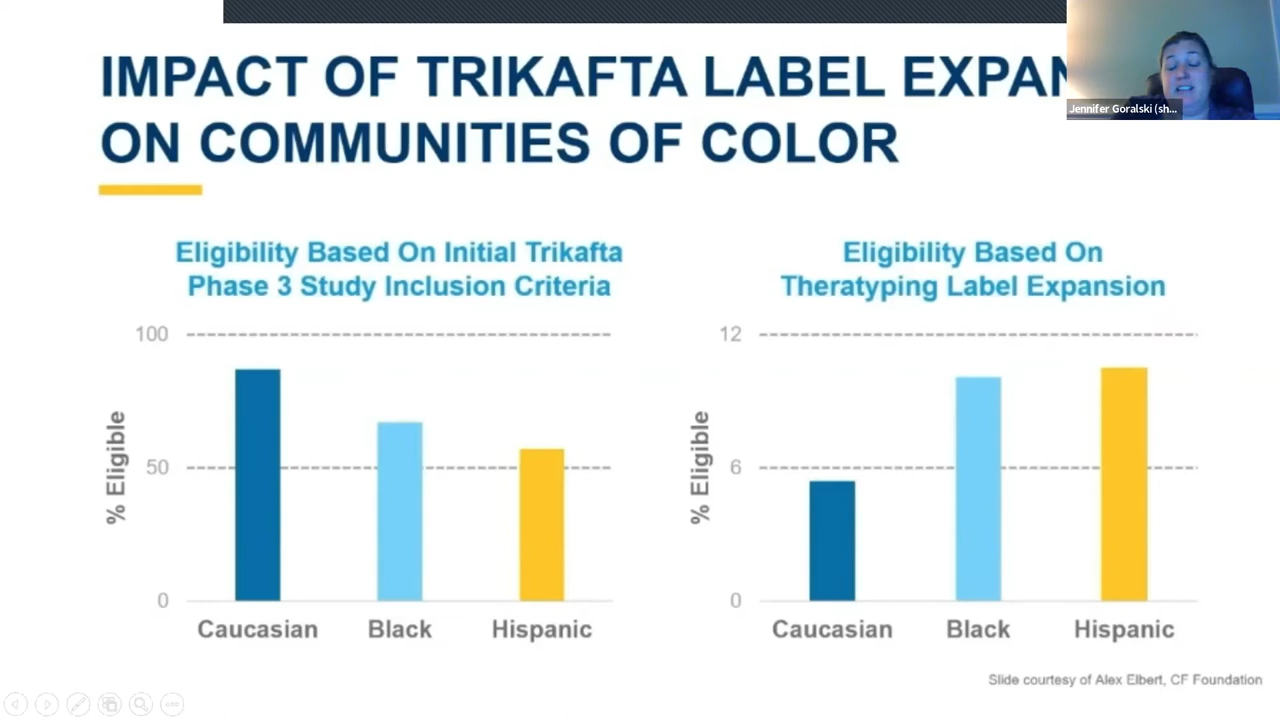 IMPACT OF TRIKAFTA LABEL EXPAN
ON COMMUNITIES OF COLOR
Jennifer Goralski (sh...
Eligibility Based On Initial Trikafta
Phase 3 Study Inclusion Criteria
100
50
0
% Eligible
Caucasian Black Hispanic
Eligibility Based On
Theratyping Label Expansion
12
6
0
% Eligible
Caucasian Black Hispanic
Slide courtesy of Alex Elbert, CF Foundation